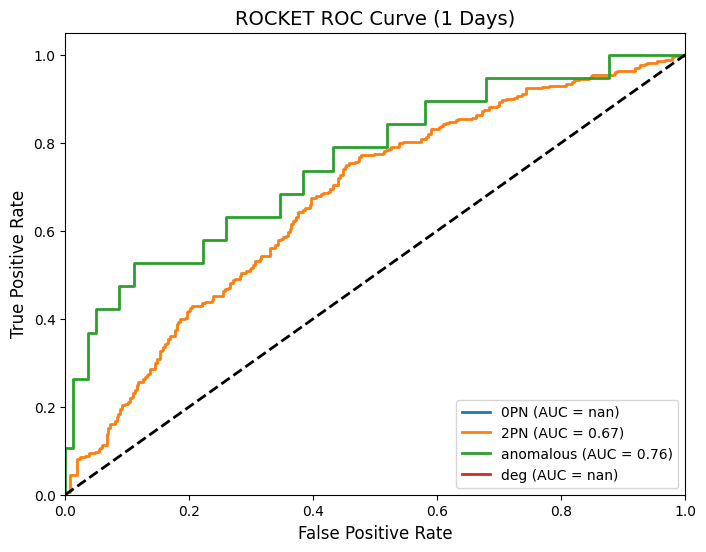 ROCKET ROC Curve (1 Days)
True Positive Rate
1.0
0.8
0.6
0.4
0.2
0.0
0.0 0.2 0.4 0.6 0.8 1.0
False Positive Rate
0PN (AUC = nan)
2PN (AUC = 0.67)
anomalous (AUC = 0.76)
deg (AUC = nan)